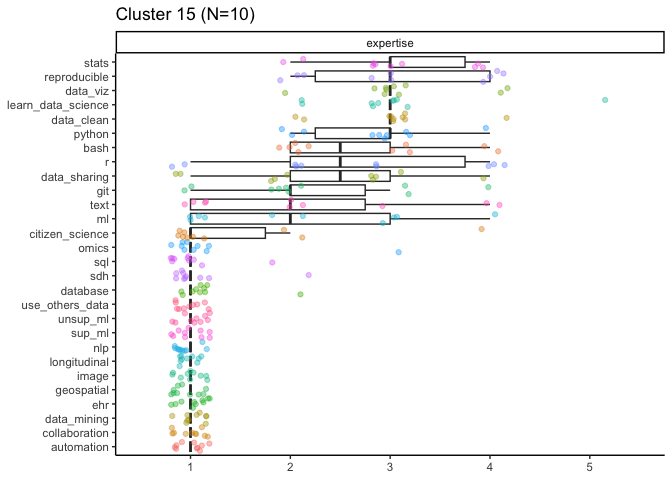 Cluster 15 (N=10)
expertise
stats
reproducible
data_viz
learn_data_science
data_clean
python
bash
r
data_sharing
git
text
ml
citizen_science
omics
sql
sdh
database
use_others_data
unsup_ml
sup_ml
nlp
longitudinal
image
geospatial
ehr
data_mining
collaboration
automation
1 2 3 4 5